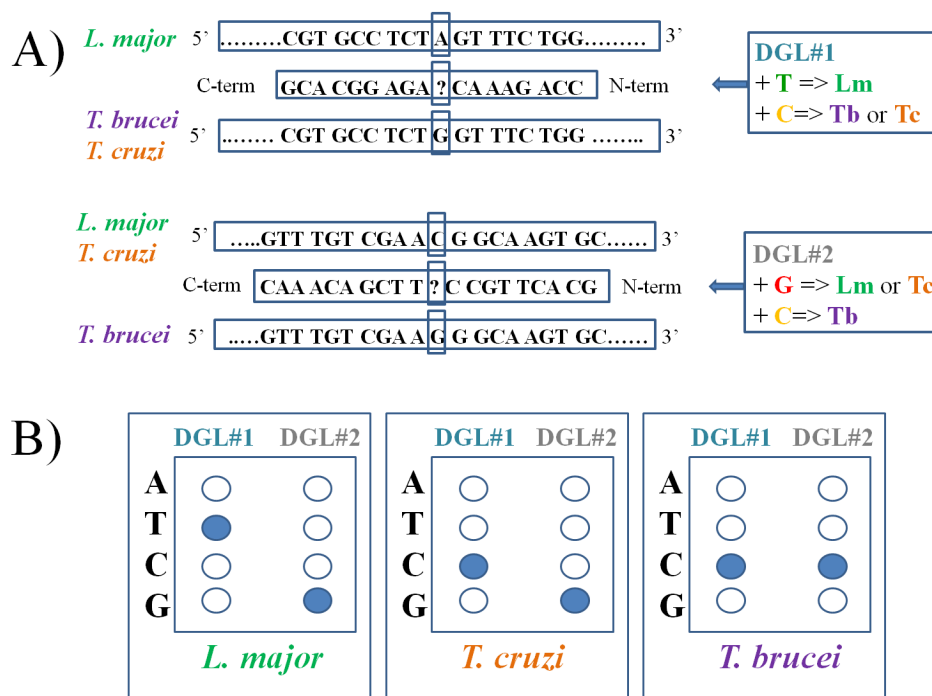 A)
L. major 5’ ………CGT GCC TCT A GT TTC TGG……… 3’
C-term GCA CGG AGA ? CA AAG ACC N-term
T. brucei
T. cruzi
5’ ..……. CGT GCC TCT G GT TTC TGG ……... 3’
DGL#1
+ T => Lm
+ C=> Tb or Tc
L. major
T. cruzi
5’ …..GTT TGT CGAA C G GCA AGT GC…… 3’
C-term CAA ACA GCT T ? C CGT TCA CG N-term
T. brucei 5’ ..…GTT TGT CGAA G G GCA AGT GC…… 3’
DGL#2
+ G => Lm or Tc
+ C=> Tb
B)
DGL#1 DGL#2
A
T
C
G
L. major
DGL#1 DGL#2
A
T
C
G
T. cruzi
DGL#1 DGL#2
A
T
C
G
T. brucei